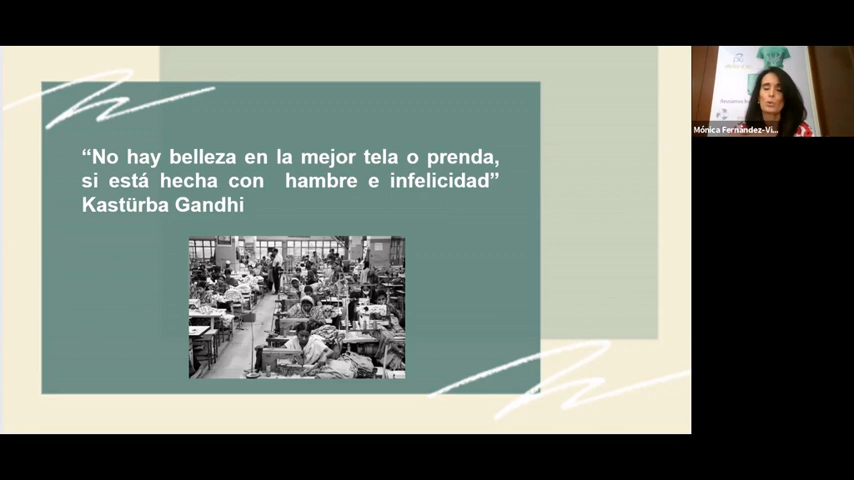 “No hay belleza en la mejor tela o prenda,
si está hecha con hambre e infelicidad”
Kastürba Gandhi
Mónica Fernández-Vi...